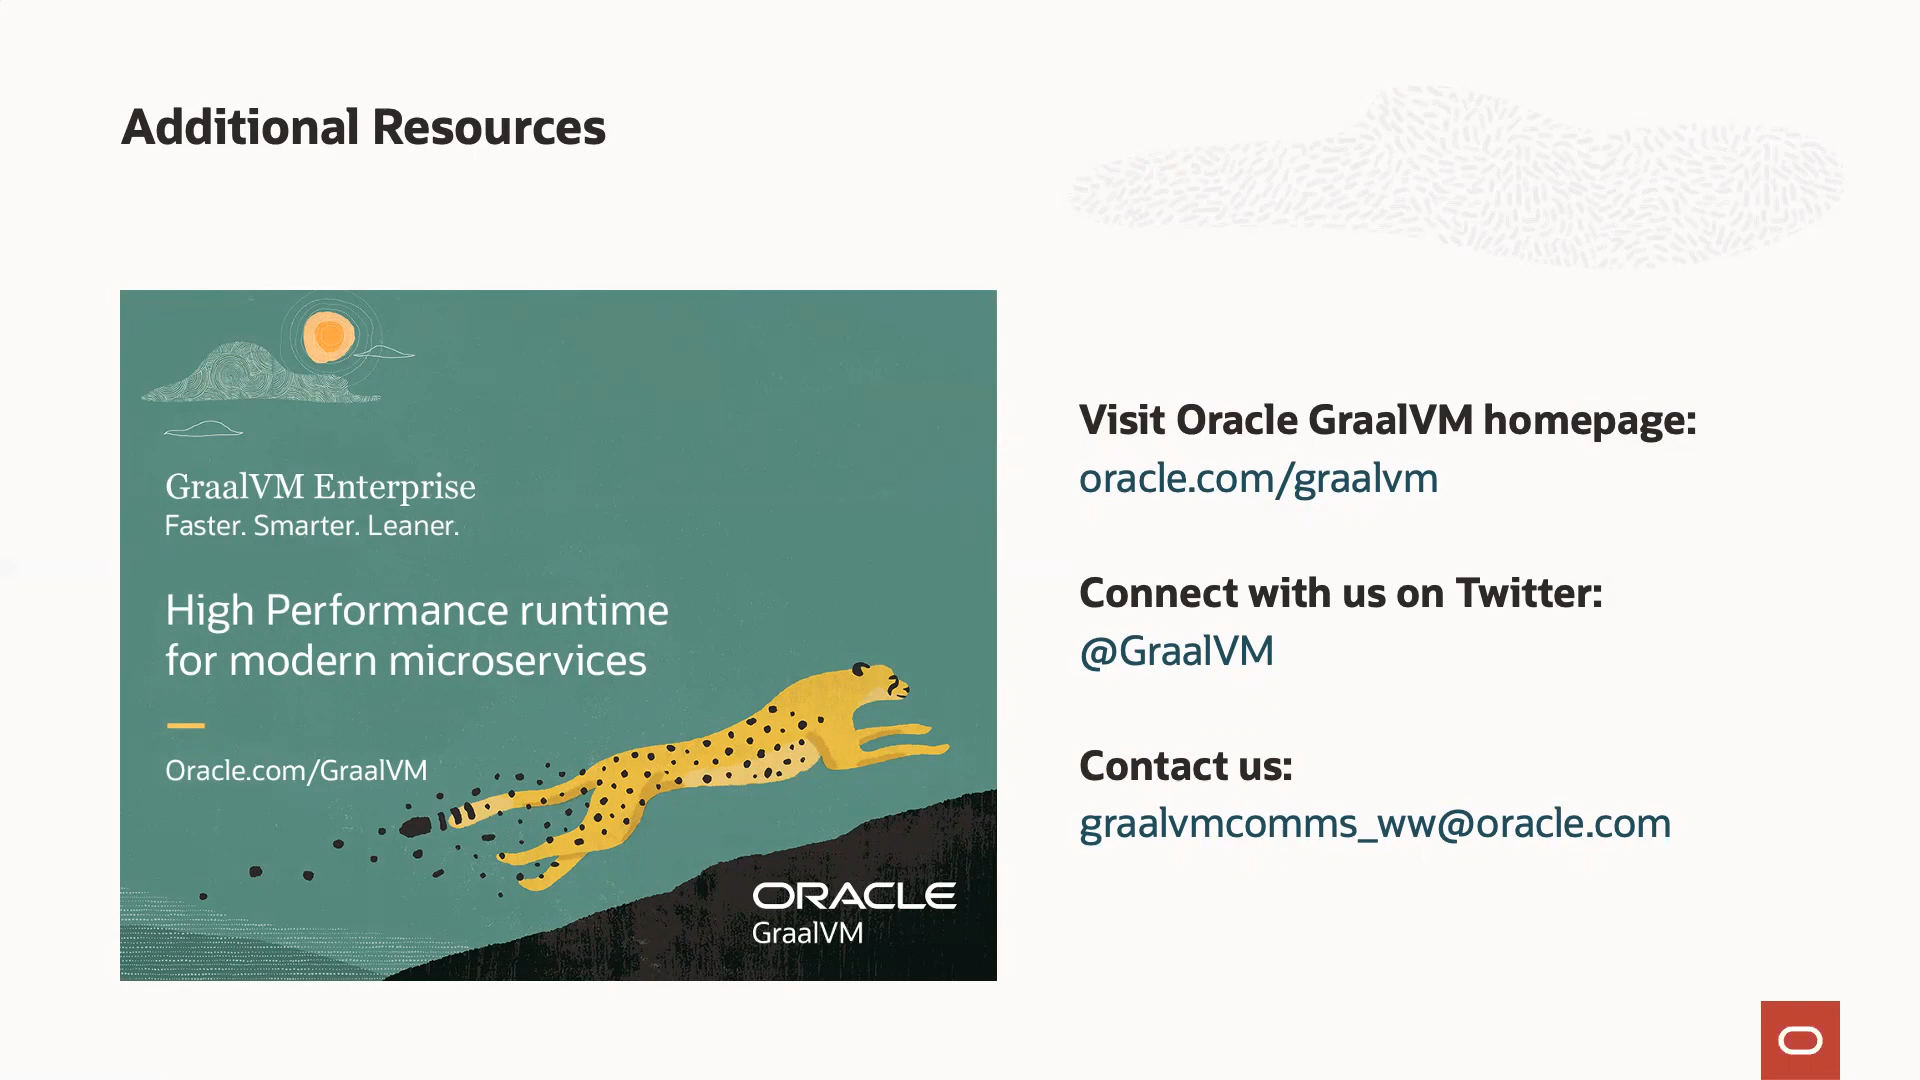 Additional Resources
GraalVM Enterprise
Faster. Smarter. Leaner.
High Performance runtime
for modern microservices
Oracle.com/GraalVM
ORACLE
GraalVM
Visit Oracle GraalVM homepage:
oracle.com/graalvm
Connect with us on Twitter:
@GraalVM
Contact us:
graalvmcomms_ww@oracle.com